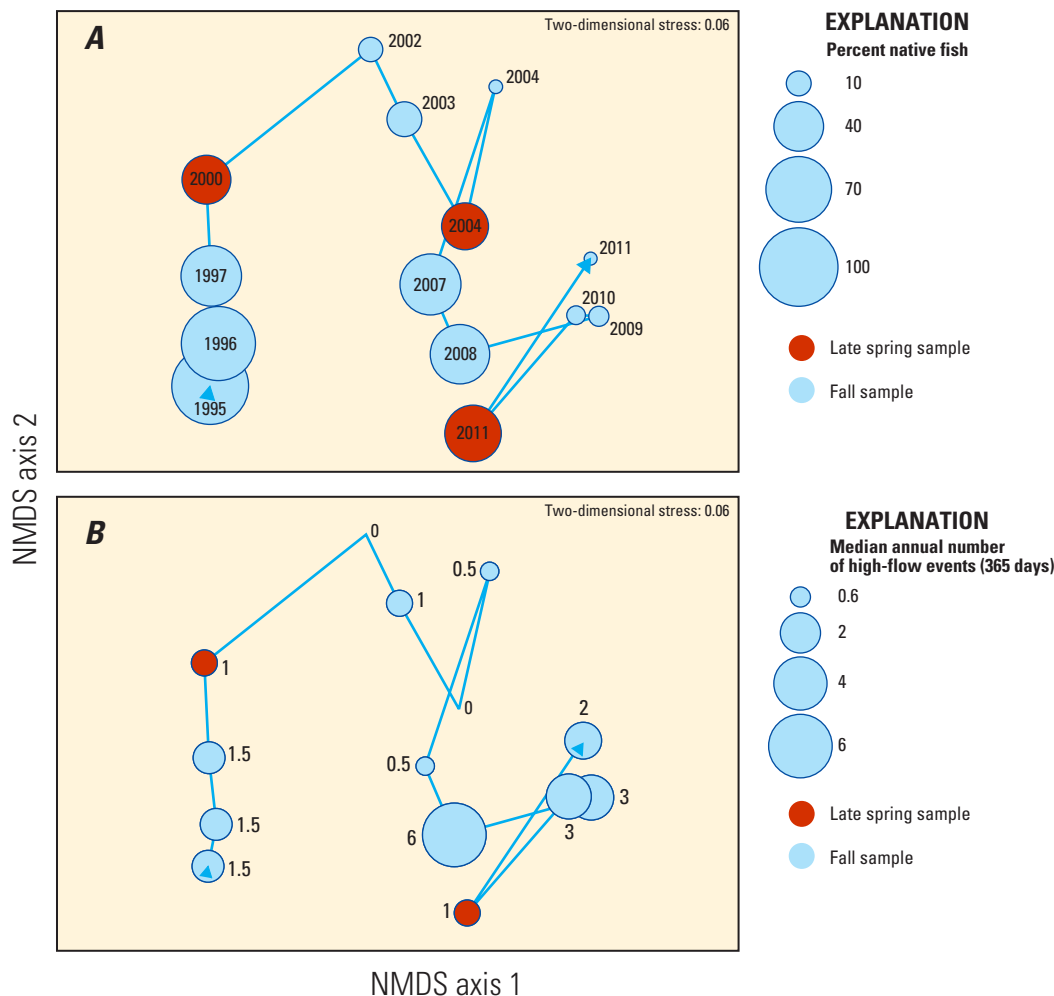 A
Two-dimensional stress: 0.06
2002
2004
2003
2000
2004
2011
1997
2007
2010
2009
1996
2008
1995
2011
EXPLANATION
Percent native fish
10
40
70
100
Late spring sample
Fall sample
NMDS axis 2
B
Two-dimensional stress: 0.06
0
0.5
1
1
0
2
1.5
0.5
3
1.5
6
3
1.5
1
EXPLANATION
Median annual number
of high-flow events (365 days)
0.6
2
4
6
Late spring sample
Fall sample
NMDS axis 1